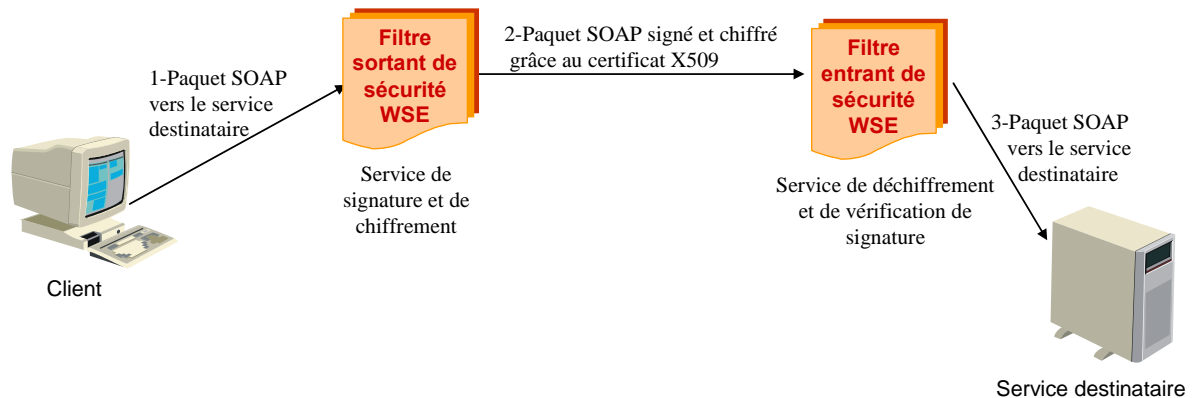 1-Paquet SOAP
vers le service
destinataire
Filtre
sortant de
sécurité
WSE
2-Paquet SOAP signé et chiffré
grâce au certificat X509
Filtre
entrant de
sécurité
WSE
3-Paquet SOAP
vers le service
destinataire
Service de
signature et de
chiffrement
Service de déchiffrement
et de vérification de
signature
Client
Service destinataire